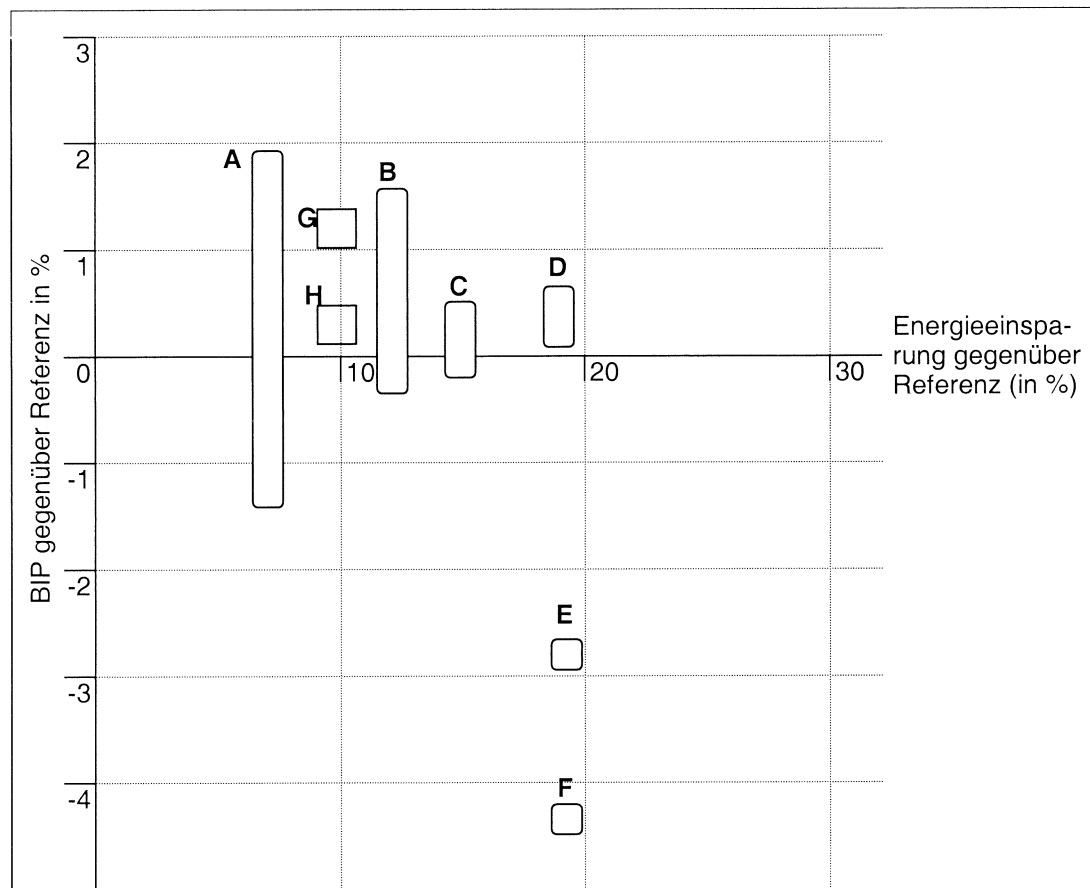 3
2
A
B
G
1
D
C
H
BIP gegenüber Referenz in %
Energieeinspa-
rung gegenüber
Referenz (in %)
0
10
20
30
-1
-2
E
-3
F
-4